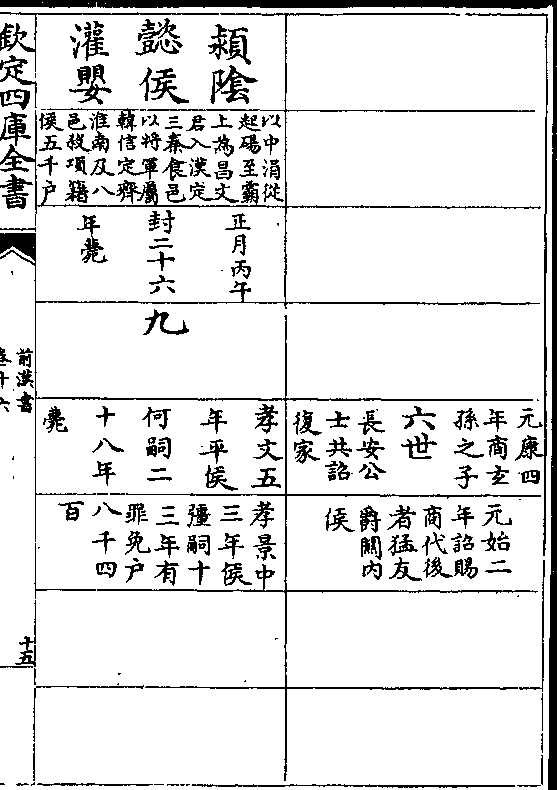 元康四
年商玄
孫之子
六世
長安公
士共詔
復家
元始二
年詔賜
商代後
者猛友
爵關內
侯
潁陰
懿侯
灌嬰
以中涓從
起碭至霸
上為昌文
君入漢定
三秦食邑
以將軍屬
韓信定齊
淮南及八
邑殺項籍
侯五千户
正月丙午
封二十六
年薨
九
孝文五
年平侯
何嗣二
十八年
薨
孝景中
三年侯
彊嗣十
三年有
罪免户
八千四
百
欽定四庫全書
前漢書
卷十六
十五